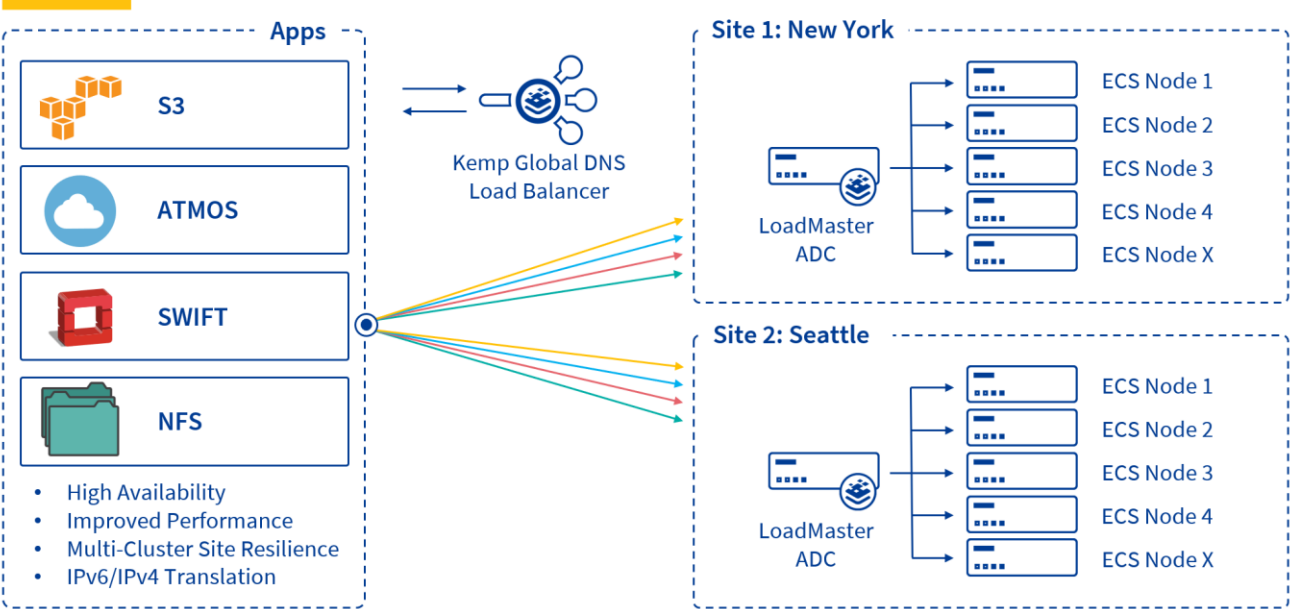 Apps
S3
ATMOS
SWIFT
NFS
• High Availability
• Improved Performance
• Multi-Cluster Site Resilience
• IPv6/IPv4 Translation
Kemp Global DNS
Load Balancer
Site 1: New York
LoadMaster
ADC
ECS Node 1
ECS Node 2
ECS Node 3
ECS Node 4
ECS Node X
Site 2: Seattle
LoadMaster
ADC
ECS Node 1
ECS Node 2
ECS Node 3
ECS Node 4
ECS Node X